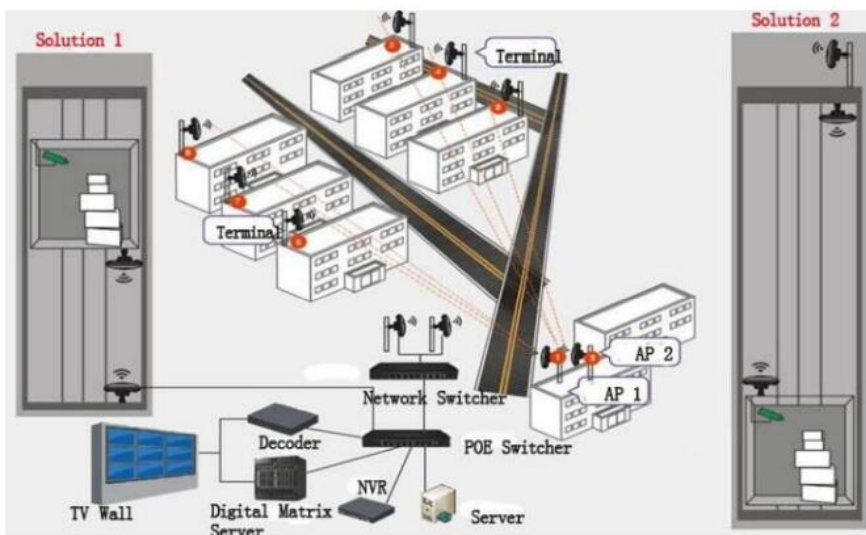 Solution 1
Solution 2
Terminal
Terminal
AP 2
AP 1
Network Switcher
Decoder
POE Switcher
NVR
TV Wall
Digital Matrix
Server
Server